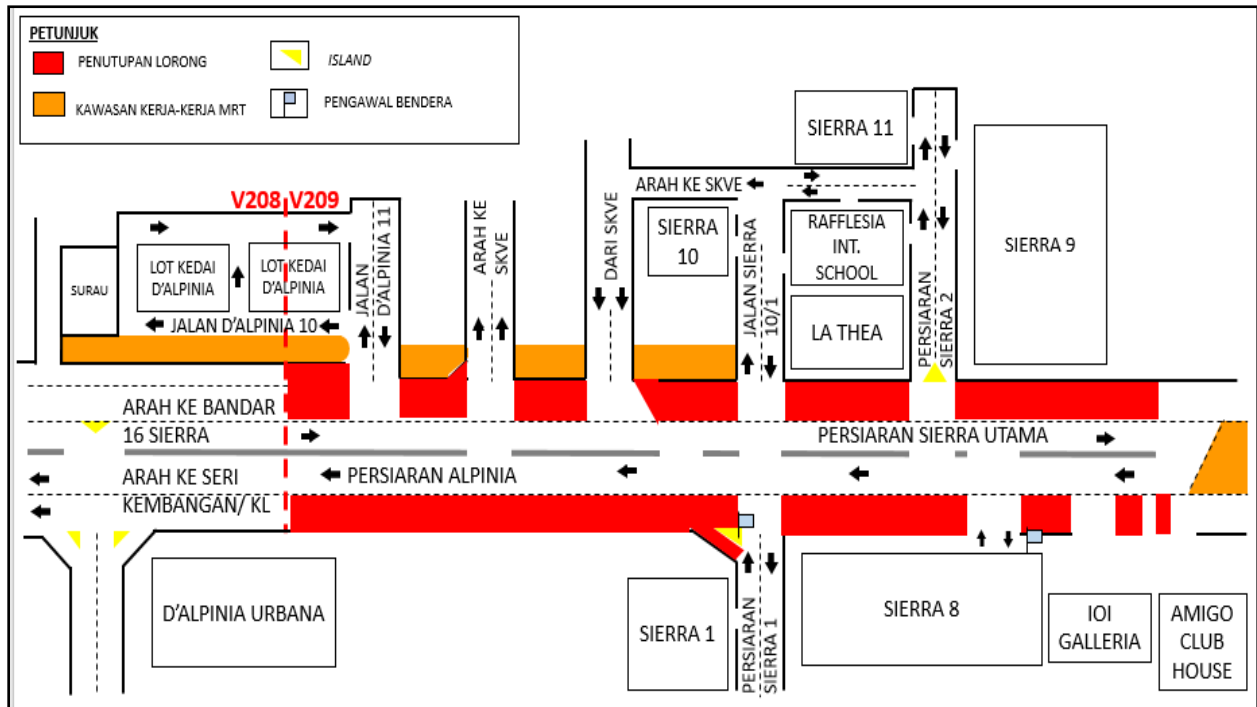 PETUNJUK
PENUTUPAN LORONG
ISLAND
KAWASAN KERJA-KERJA MRT
PENGAWAL BENDERA
V208 V209
SURAU
LOT KEDAI
D'ALPINIA
LOT KEDAI
D'ALPINIA
JALAN D'ALPINIA 10
JALAN
D'ALPINIA 11
ARAH KE
SKVE
DARI SKVE
ARAH KE SKVE
SIERRA
10
JALAN SIERRA
10/1
SIERRA 11
RAFFLESIA
INT.
SCHOOL
LA THEA
PERSIARAN
SIERRA 2
SIERRA 9
ARAH KE BANDAR
16 SIERRA
PERSIARAN SIERRA UTAMA
ARAH KE SERI
KEMBANGAN/ KL
PERSIARAN ALPINIA
D'ALPINIA URBANA
SIERRA 1
PERSIARAN
SIERRA 1
SIERRA 8
IOI
GALLERIA
AMIGO
CLUB
HOUSE